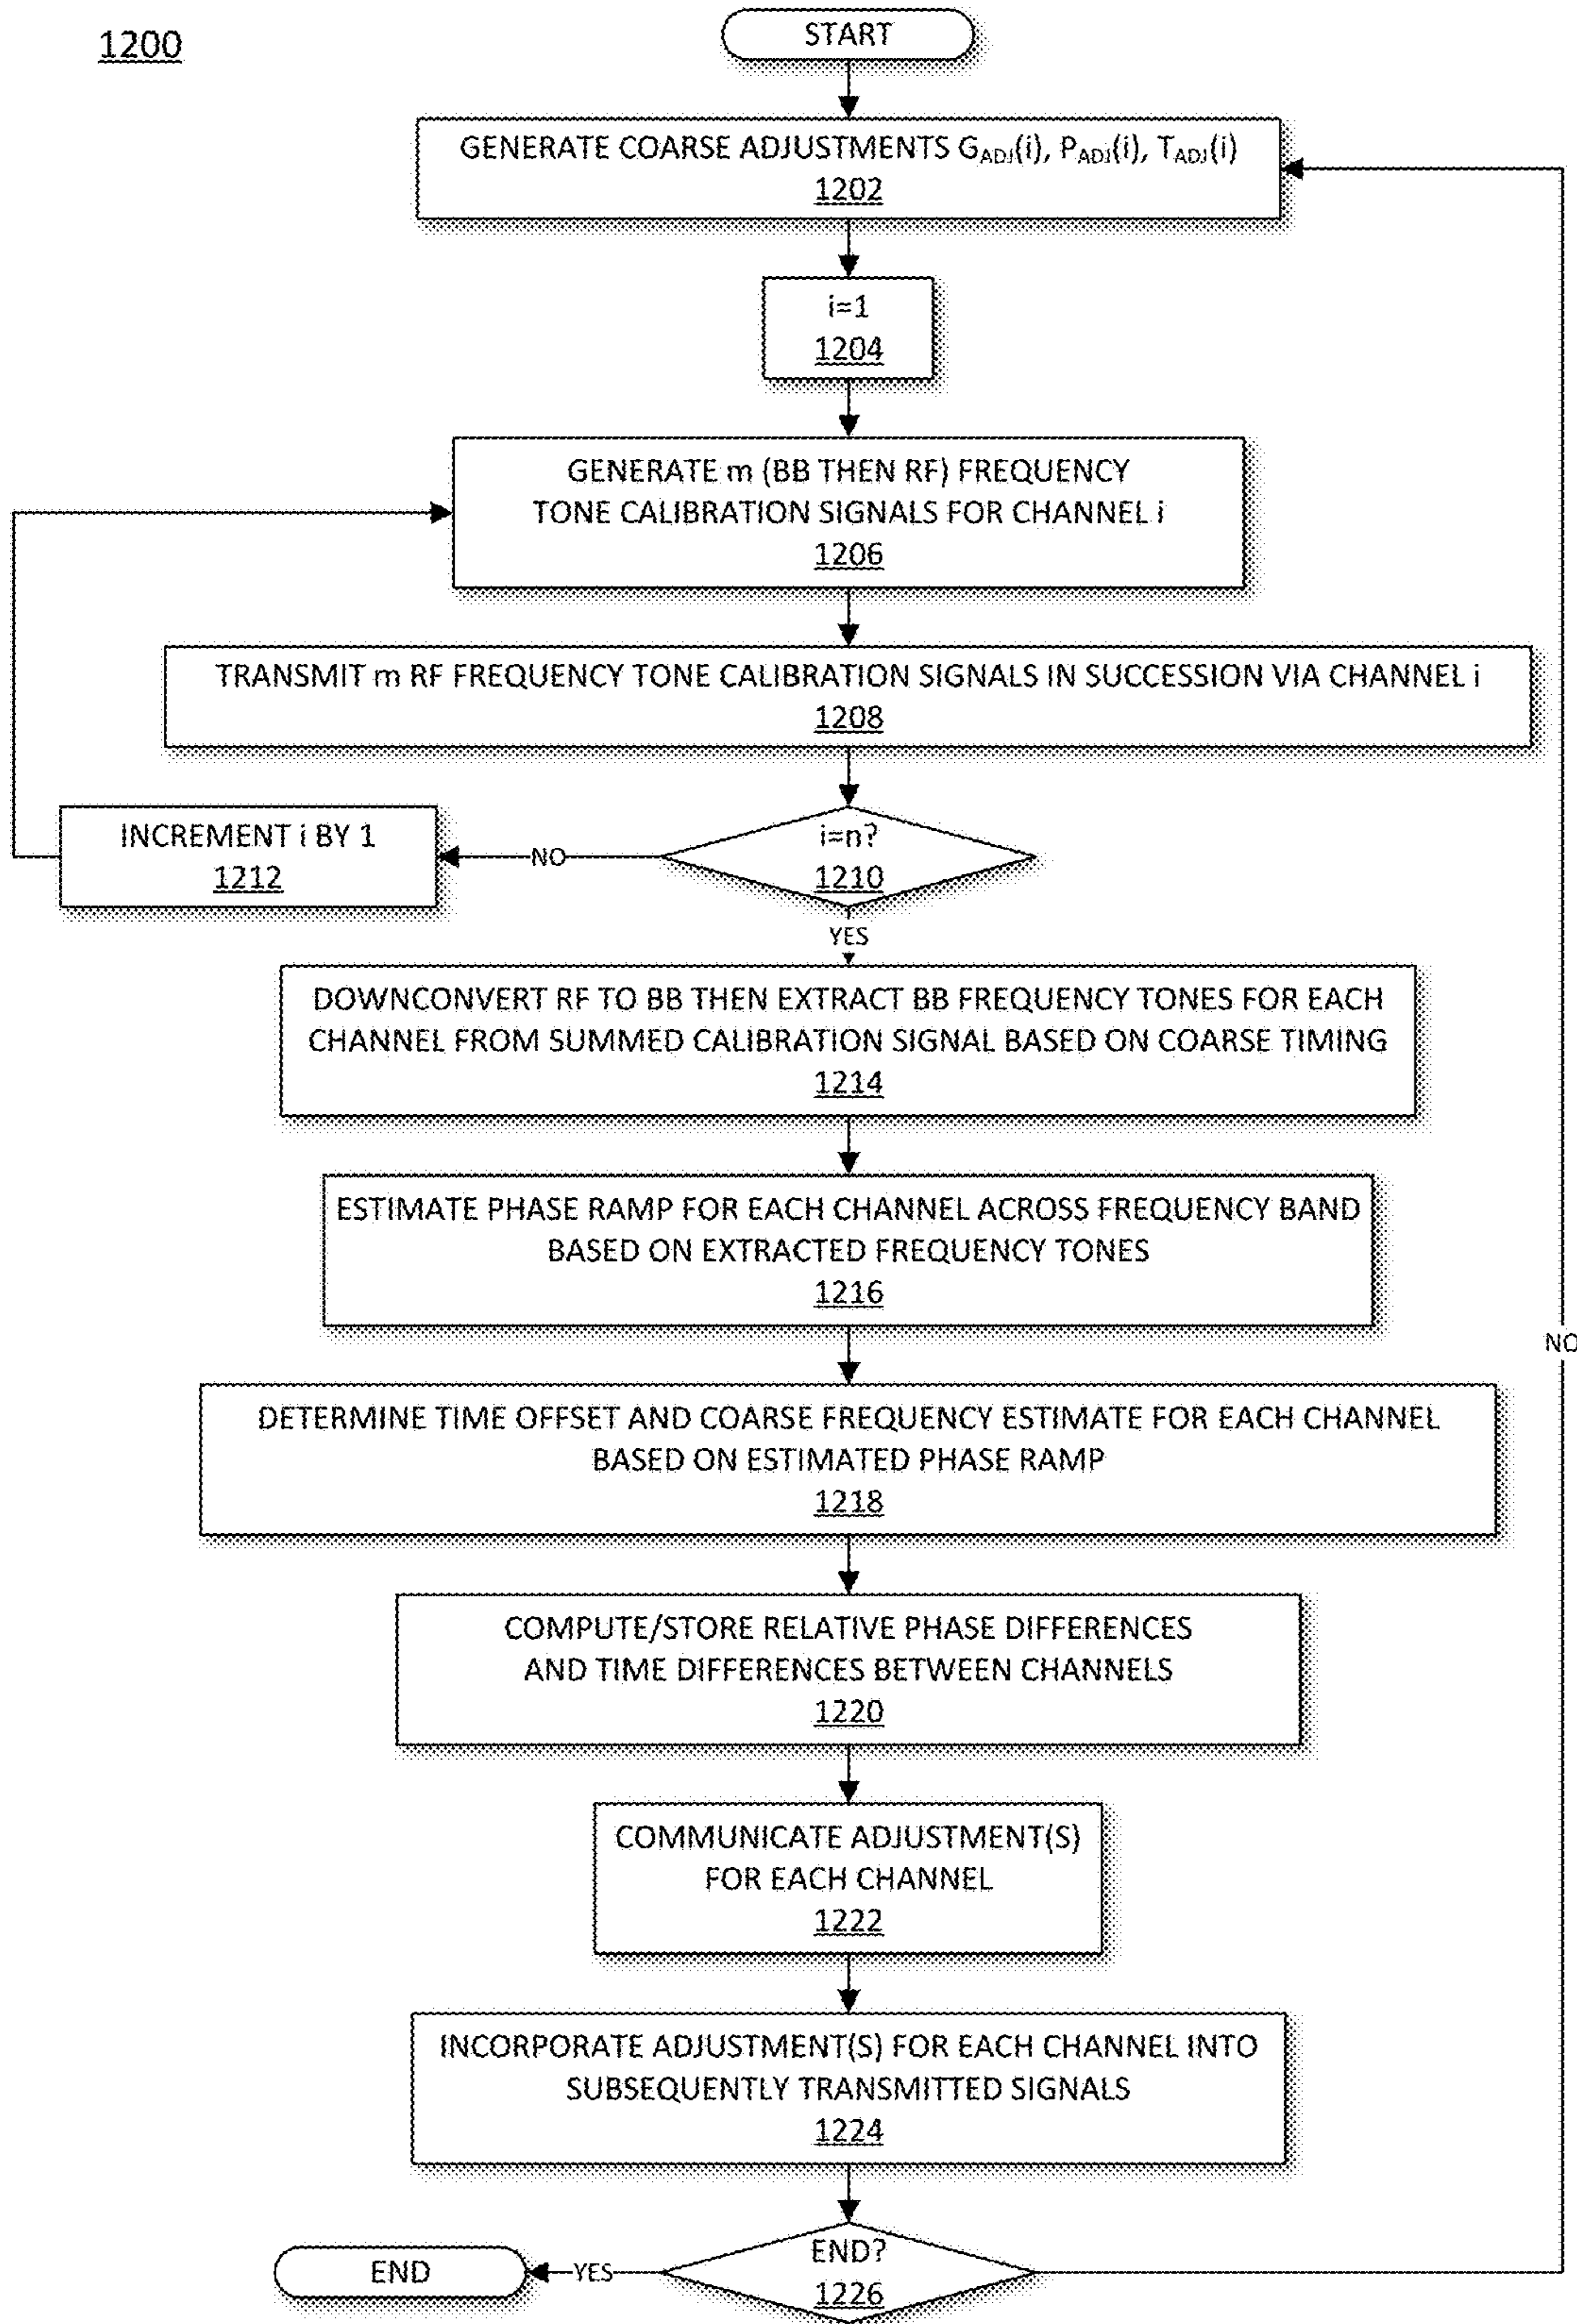 1200
START
GENERATE COARSE ADJUSTMENTS G_ADJ(i), P_ADJ(i), T_ADJ(i)
1202
i=1
1204
GENERATE m (BB THEN RF) FREQUENCY
TONE CALIBRATION SIGNALS FOR CHANNEL i
1206
TRANSMIT m RF FREQUENCY TONE CALIBRATION SIGNALS IN SUCCESSION VIA CHANNEL i
1208
INCREMENT i BY 1
1212
NO
i=n?
1210
YES
DOWNCONVERT RF TO BB THEN EXTRACT BB FREQUENCY TONES FOR EACH
CHANNEL FROM SUMMED CALIBRATION SIGNAL BASED ON COARSE TIMING
1214
ESTIMATE PHASE RAMP FOR EACH CHANNEL ACROSS FREQUENCY BAND
BASED ON EXTRACTED FREQUENCY TONES
1216
NO
DETERMINE TIME OFFSET AND COARSE FREQUENCY ESTIMATE FOR EACH CHANNEL
BASED ON ESTIMATED PHASE RAMP
1218
COMPUTE/STORE RELATIVE PHASE DIFFERENCES
AND TIME DIFFERENCES BETWEEN CHANNELS
1220
COMMUNICATE ADJUSTMENT(S)
FOR EACH CHANNEL
1222
INCORPORATE ADJUSTMENT(S) FOR EACH CHANNEL INTO
SUBSEQUENTLY TRANSMITTED SIGNALS
1224
END
YES
END?
1226